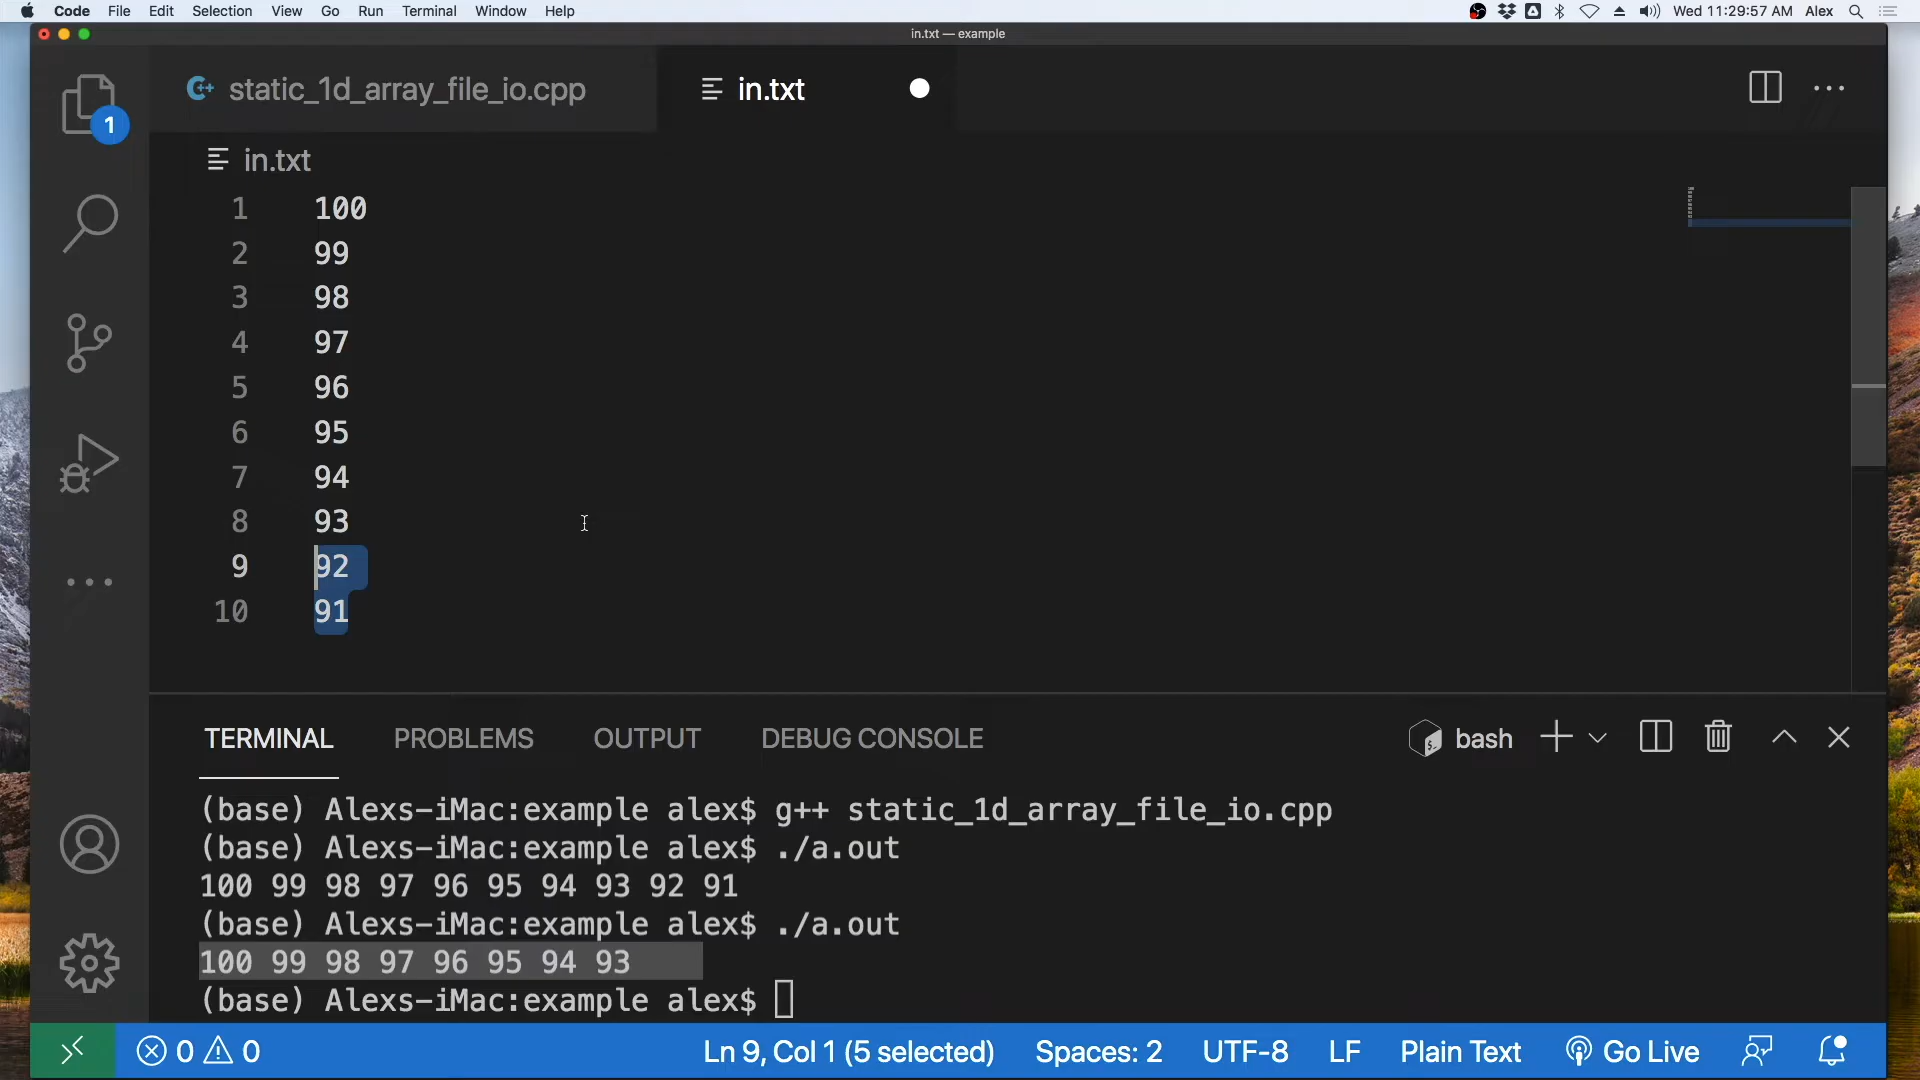 Code File Edit Selection View Go Run Terminal Window Help Wed 11:29:57 AM Alex
in.txt — example
static_1d_array_file_io.cpp in.txt
1
in.txt
1 100
2 99
3 98
4 97
5 96
6 95
7 94
8 93
9 92
10 91
TERMINAL PROBLEMS OUTPUT DEBUG CONSOLE bash
(base) Alexs-iMac:example alex$ g++ static_1d_array_file_io.cpp
(base) Alexs-iMac:example alex$ ./a.out
100 99 98 97 96 95 94 93 92 91
(base) Alexs-iMac:example alex$ ./a.out
100 99 98 97 96 95 94 93
(base) Alexs-iMac:example alex$
0 0 Ln 9, Col 1 (5 selected) Spaces: 2 UTF-8 LF Plain Text Go Live